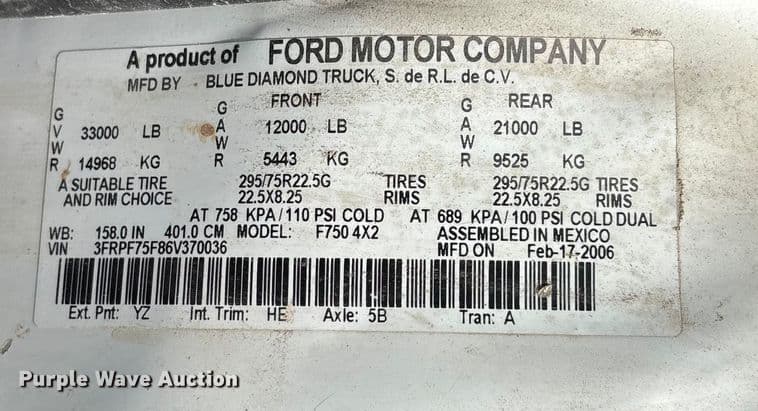 A product of FORD MOTOR COMPANY
MFD BY BLUE DIAMOND TRUCK, S. de R.L. de C.V.
GVWR 33000 LB 14968 KG
FRONT GAWR 12000 LB 5443 KG
REAR GAWR 21000 LB 9525 KG
A SUITABLE TIRE 295/75R22.5G TIRES 295/75R22.5G TIRES
AND RIM CHOICE 22.5X8.25 RIMS 22.5X8.25 RIMS
AT 758 KPA/110 PSI COLD AT 689 KPA/100 PSI COLD DUAL
WB: 158.0 IN 401.0 CM MODEL: F750 4X2 ASSEMBLED IN MEXICO
VIN 3FRPF75F86V370036 MFD ON Feb-17-2006
Ext. Pnt: YZ Int. Trim: HE Axle: 5B Tran: A
Purple Wave Auction